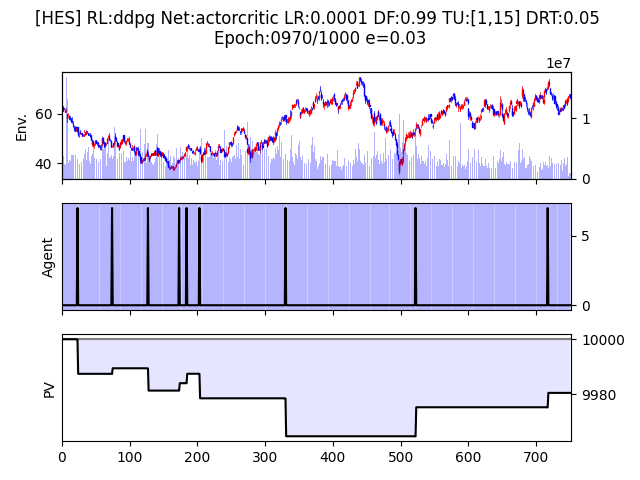 [HES] RL:ddpg Net:actorcritic LR:0.0001 DF:0.99 TU:[1,15] DRT:0.05
Epoch:0970/1000 e=0.03
1e7
Env.
60
40
1
0
Agent
5
0
PV
10000
9980
0 100 200 300 400 500 600 700